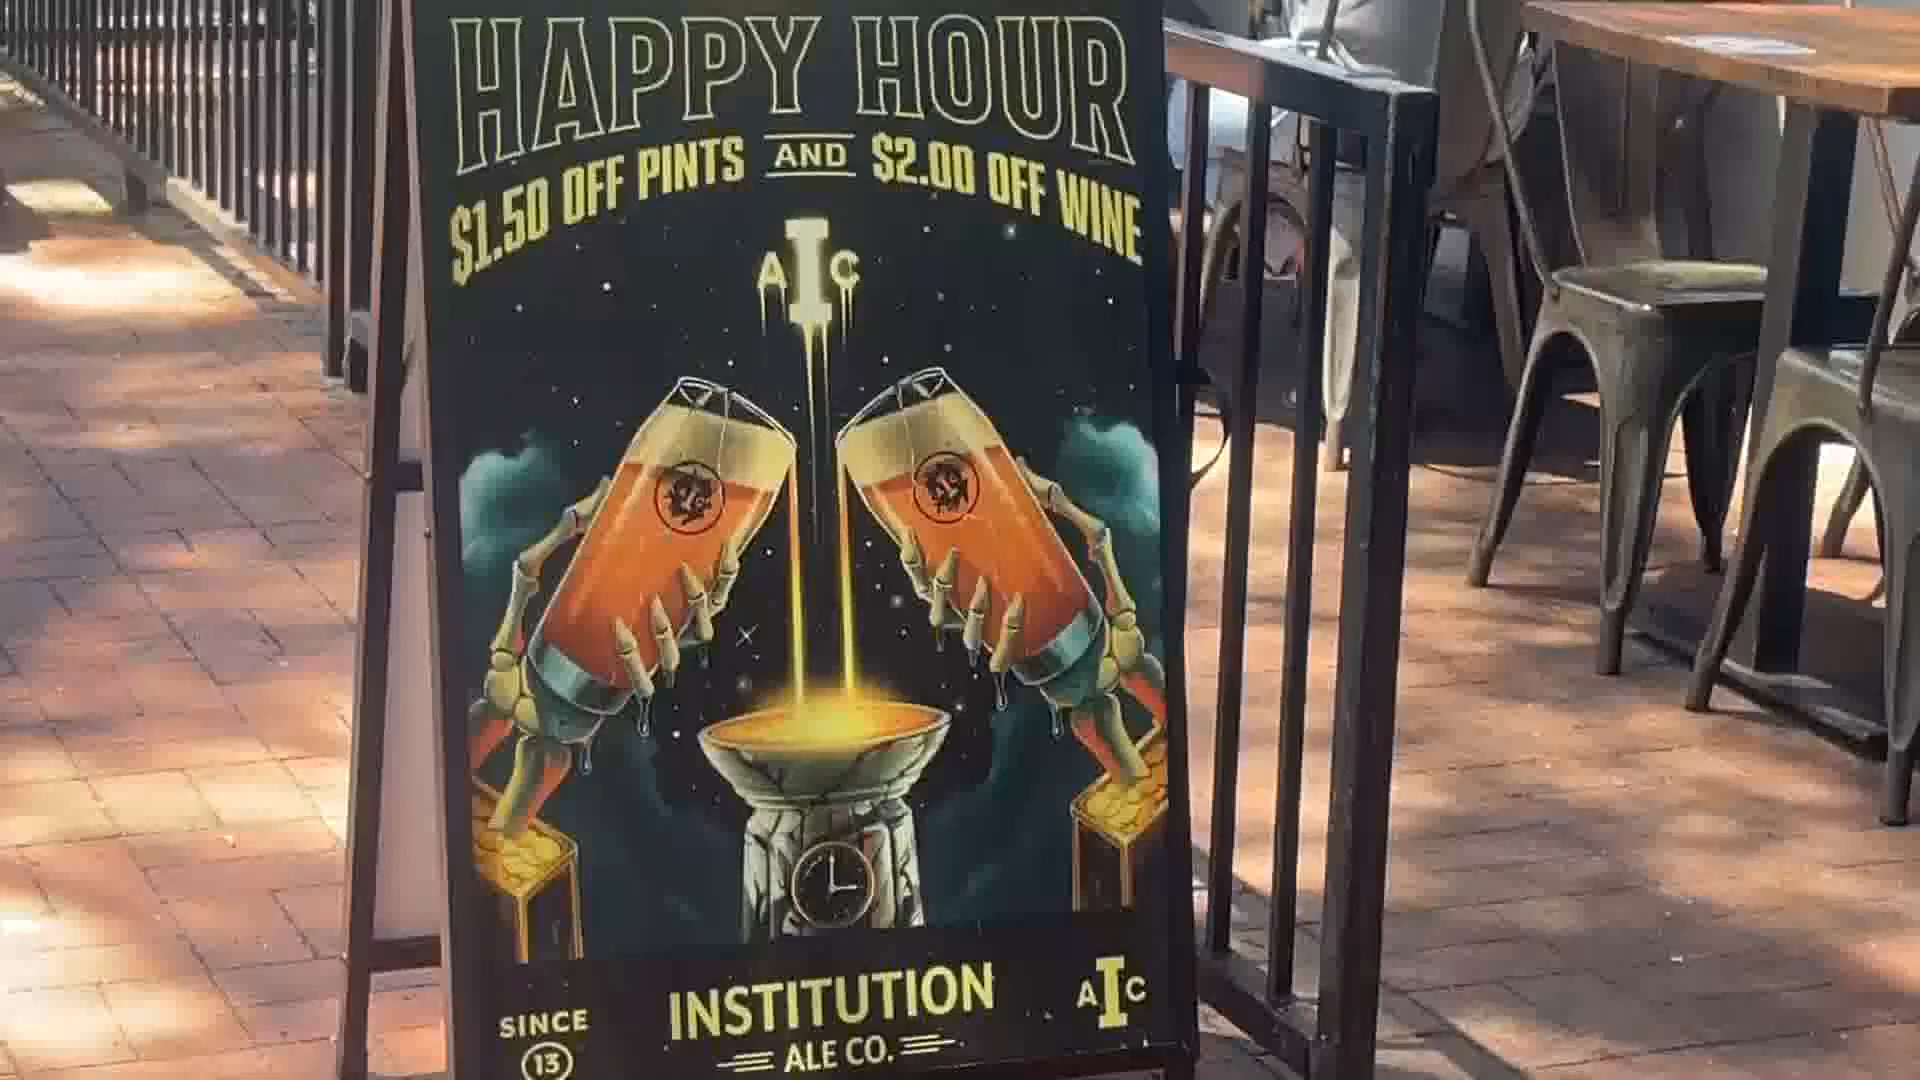 HAPPY HOUR
$1.50 OFF PINTS AND $2.00 OFF WINE
AIC
INSTITUTION
ALE CO.
SINCE
13
AIC